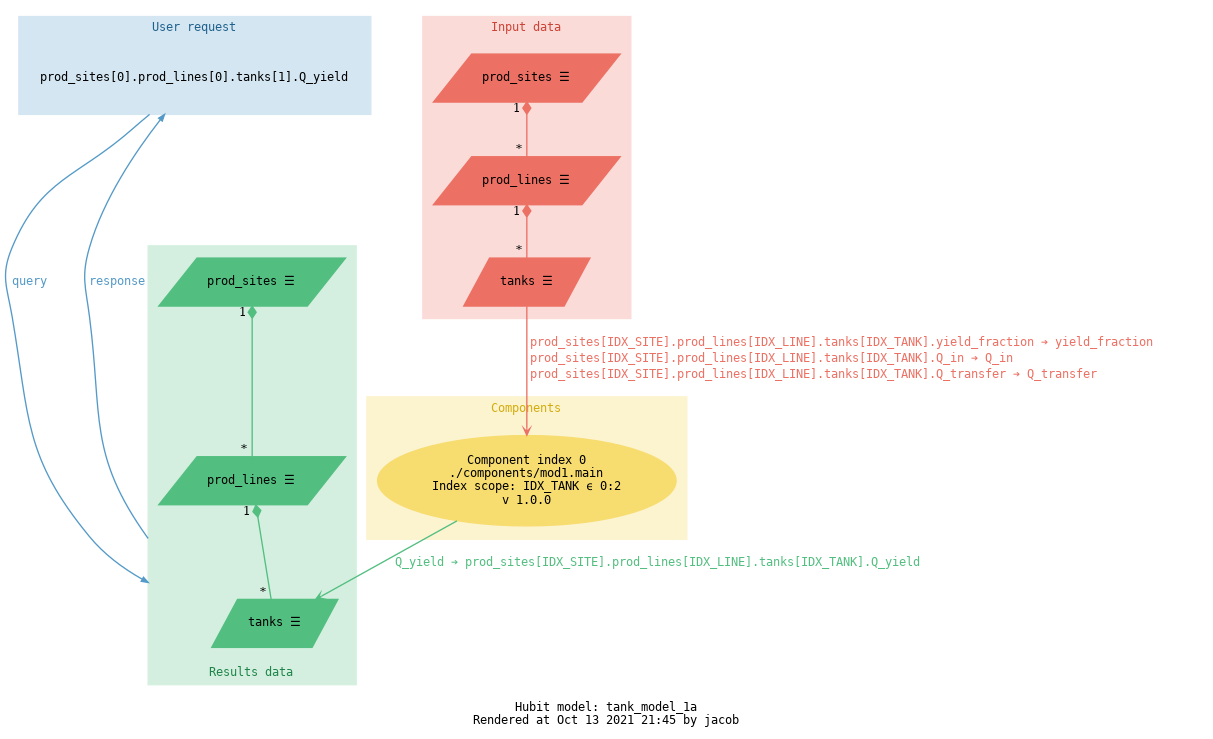 User request
prod_sites[0].prod_lines[0].tanks[1].Q_yield
Input data
prod_sites ☰
1
*
prod_lines ☰
1
*
tanks ☰
query
response
prod_sites ☰
1
*
prod_lines ☰
1
*
tanks ☰
Results data
prod_sites[IDX_SITE].prod_lines[IDX_LINE].tanks[IDX_TANK].yield_fraction ➔ yield_fraction
prod_sites[IDX_SITE].prod_lines[IDX_LINE].tanks[IDX_TANK].Q_in ➔ Q_in
prod_sites[IDX_SITE].prod_lines[IDX_LINE].tanks[IDX_TANK].Q_transfer ➔ Q_transfer
Components
Component index 0
./components/mod1.main
Index scope: IDX_TANK ϵ 0:2
v 1.0.0
Q_yield ➔ prod_sites[IDX_SITE].prod_lines[IDX_LINE].tanks[IDX_TANK].Q_yield
Hubit model: tank_model_1a
Rendered at Oct 13 2021 21:45 by jacob